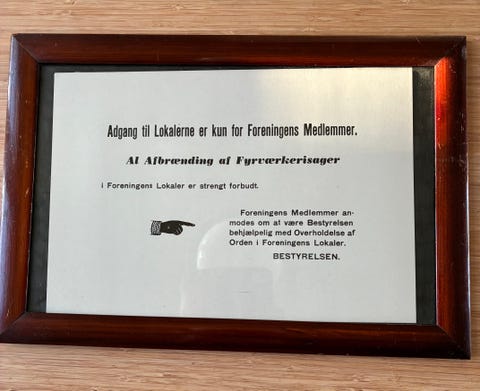 Adgang til Lokalerne er kun for Foreningens Medlemmer.
Al Afbrænding af Fyrværkerisager
i Foreningens Lokaler er strengt forbudt.
Foreningens Medlemmer an-
modes om at være Bestyrelsen
behjælpelig med Overholdelse af
Orden i Foreningens Lokaler.
BESTYRELSEN.